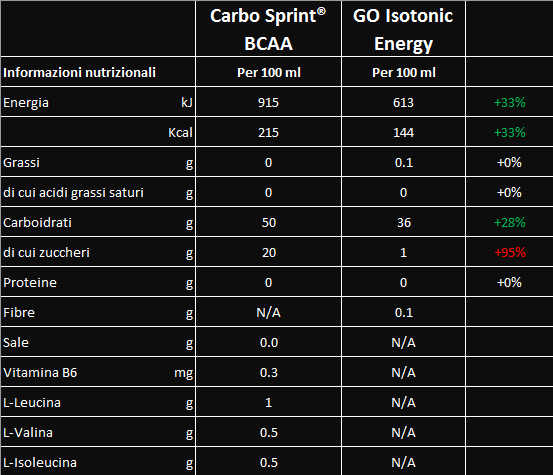 Carbo Sprint® BCAA GO Isotonic Energy
Informazioni nutrizionali Per 100 ml Per 100 ml
Energia kJ 915 613 +33%
Kcal 215 144 +33%
Grassi g 0 0.1 +0%
di cui acidi grassi saturi g 0 0 +0%
Carboidrati g 50 36 +28%
di cui zuccheri g 20 1 +95%
Proteine g 0 0 +0%
Fibre g N/A 0.1
Sale g 0.0 N/A
Vitamina B6 mg 0.3 N/A
L-Leucina g 1 N/A
L-Valina g 0.5 N/A
L-Isoleucina g 0.5 N/A